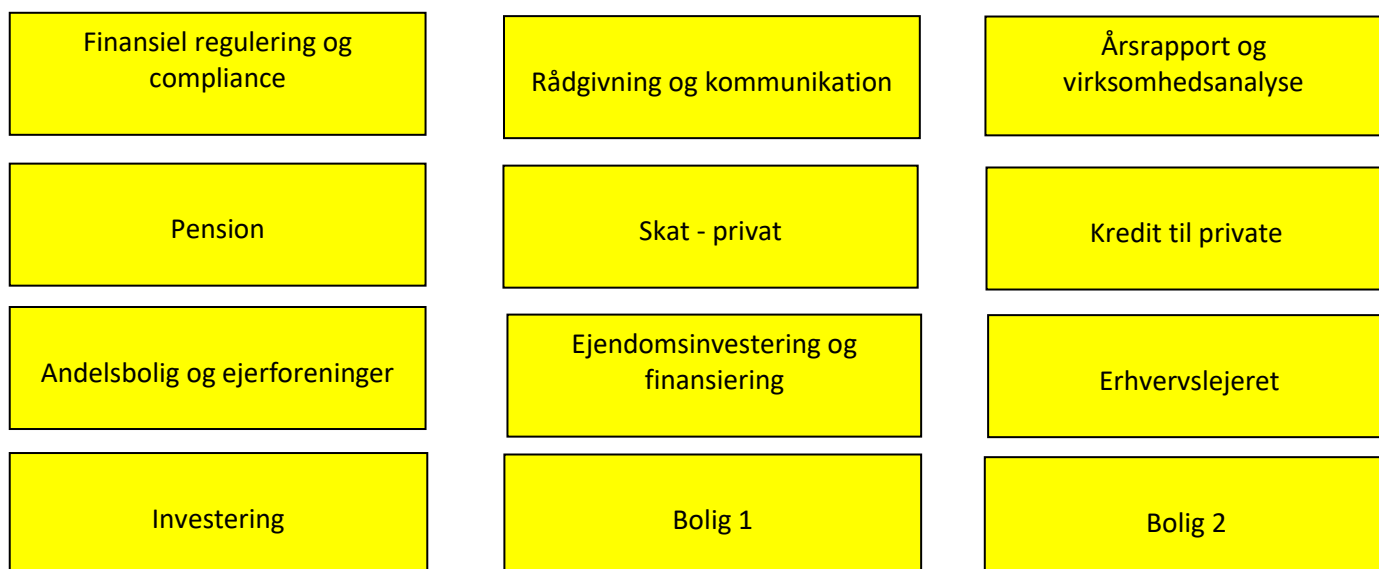 Finansiel regulering og
compliance
Rådgivning og kommunikation
Årsrapport og
virksomhedsanalyse
Pension
Skat - privat
Kredit til private
Andelsbolig og ejerforeninger
Ejendomsinvestering og
finansiering
Erhvervslejeret
Investering
Bolig 1
Bolig 2